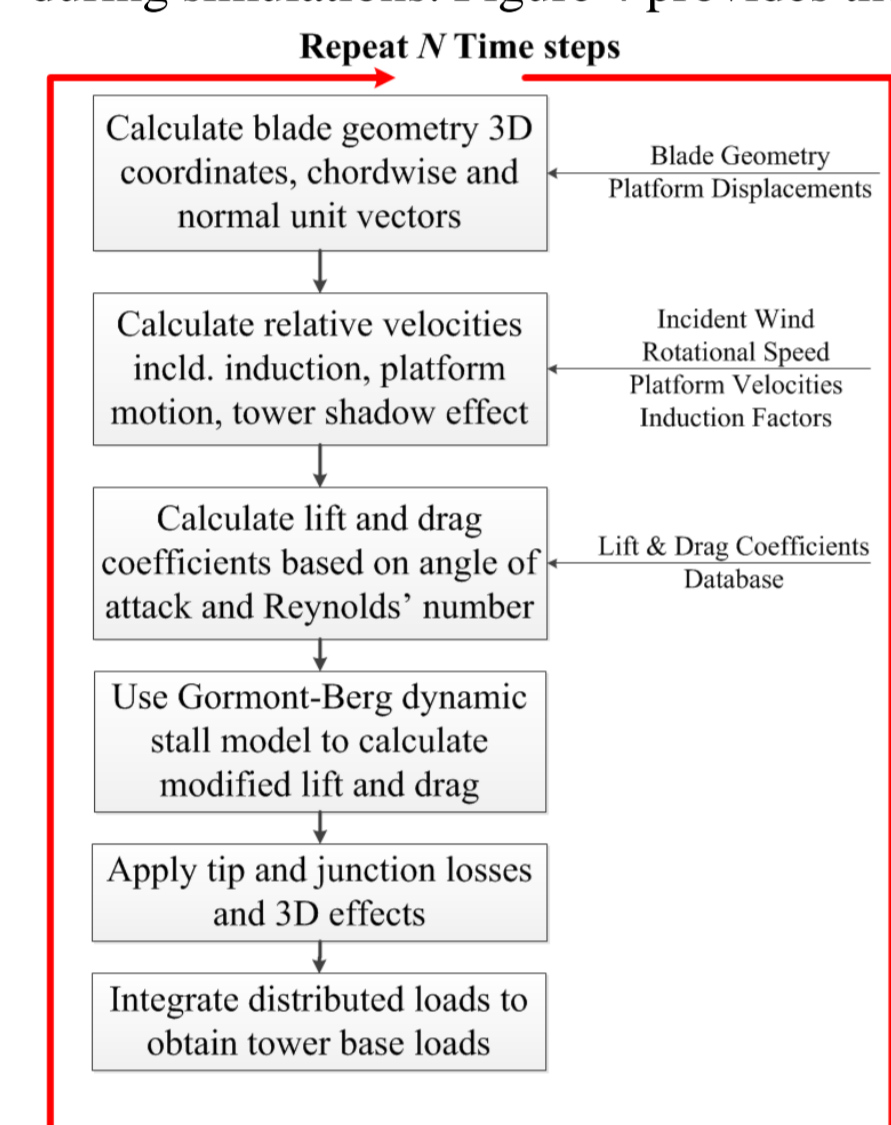 Repeat N Time steps
Calculate blade geometry 3D
coordinates, chordwise and
normal unit vectors
Blade Geometry
Platform Displacements
Calculate relative velocities
incld. induction, platform
motion, tower shadow effect
Incident Wind
Rotational Speed
Platform Velocities
Induction Factors
Calculate lift and drag
coefficients based on angle of
attack and Reynolds’ number
Lift & Drag Coefficients
Database
Use Gormont-Berg dynamic
stall model to calculate
modified lift and drag
Apply tip and junction losses
and 3D effects
Integrate distributed loads to
obtain tower base loads